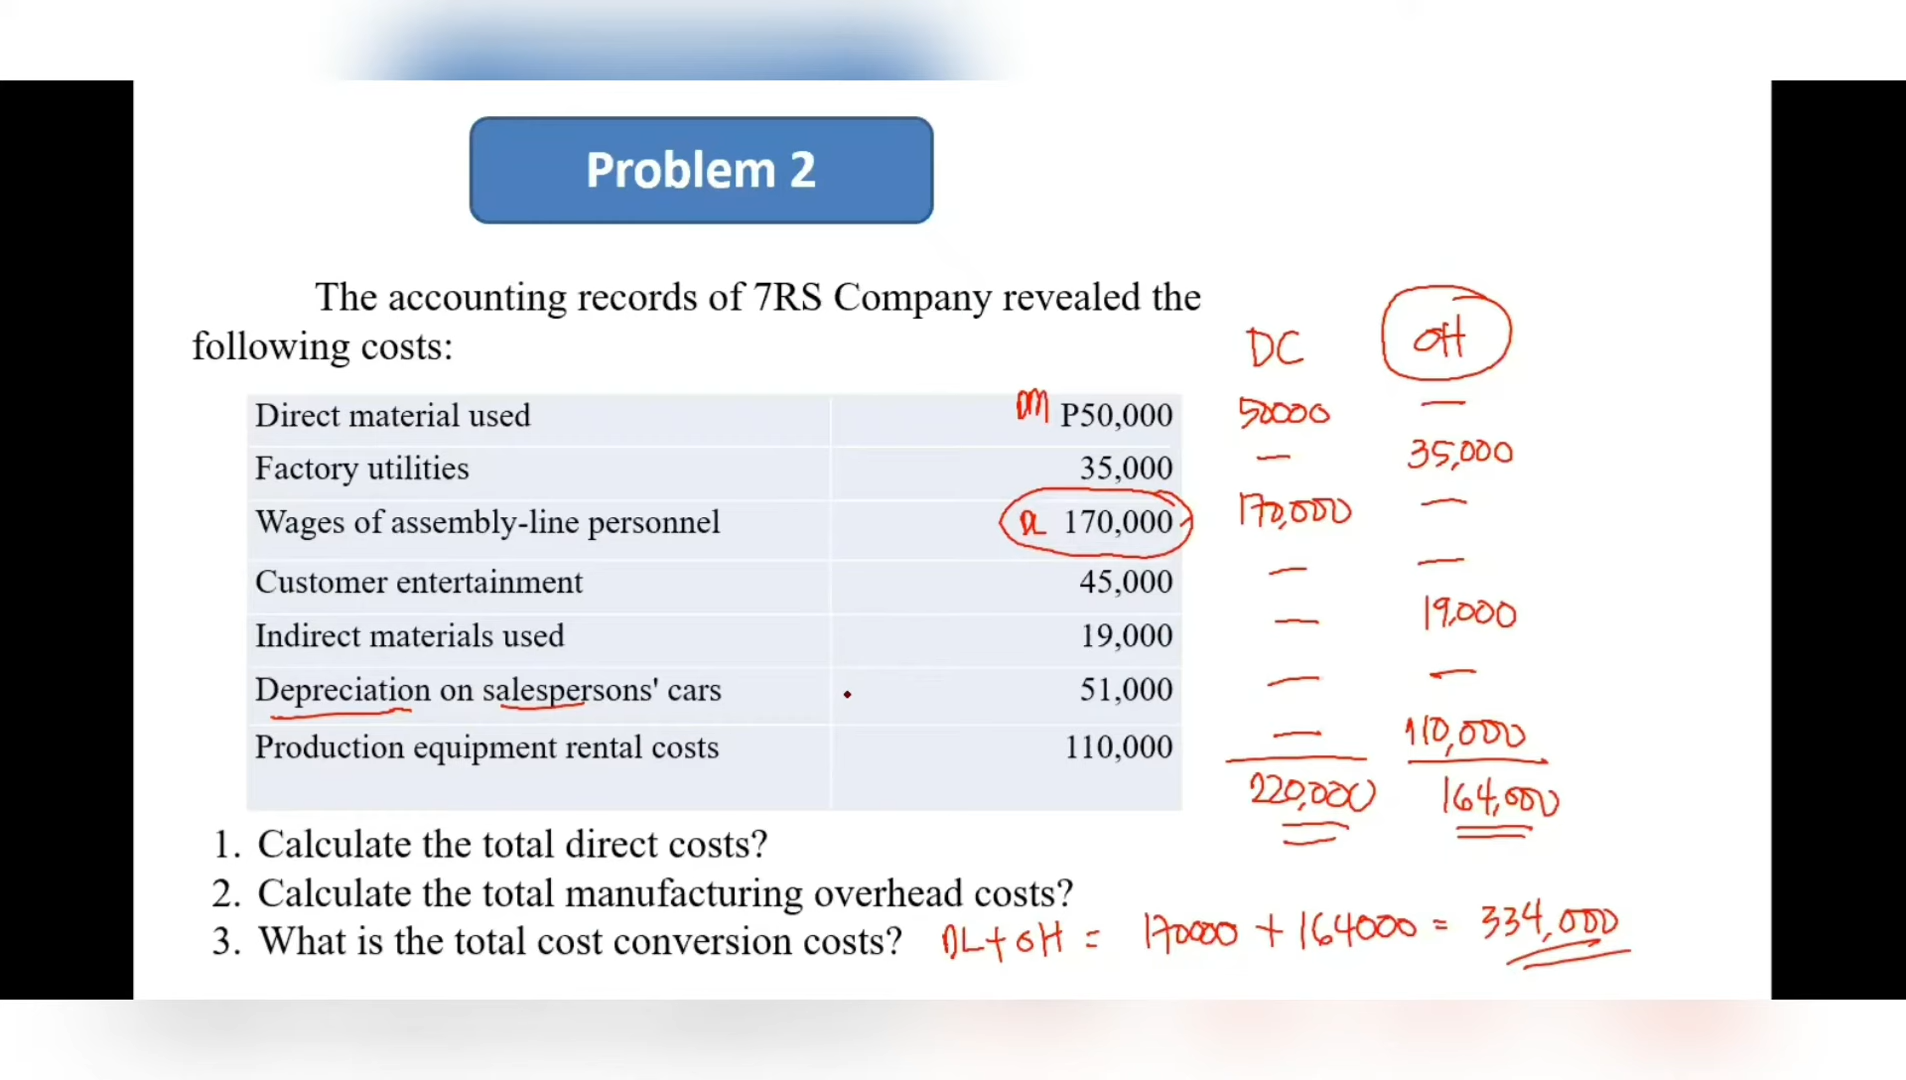 Problem 2
The accounting records of 7RS Company revealed the
following costs:
DC OH
Direct material used DM P50,000 50000 —
Factory utilities 35,000 — 35,000
Wages of assembly-line personnel DL 170,000 170,000 —
Customer entertainment 45,000 — —
Indirect materials used 19,000 — 19,000
Depreciation on salespersons' cars 51,000 — —
Production equipment rental costs 110,000 — 110,000
220,000 164,000
1. Calculate the total direct costs?
2. Calculate the total manufacturing overhead costs?
3. What is the total cost conversion costs? DL + OH = 170000 + 164000 = 334,000